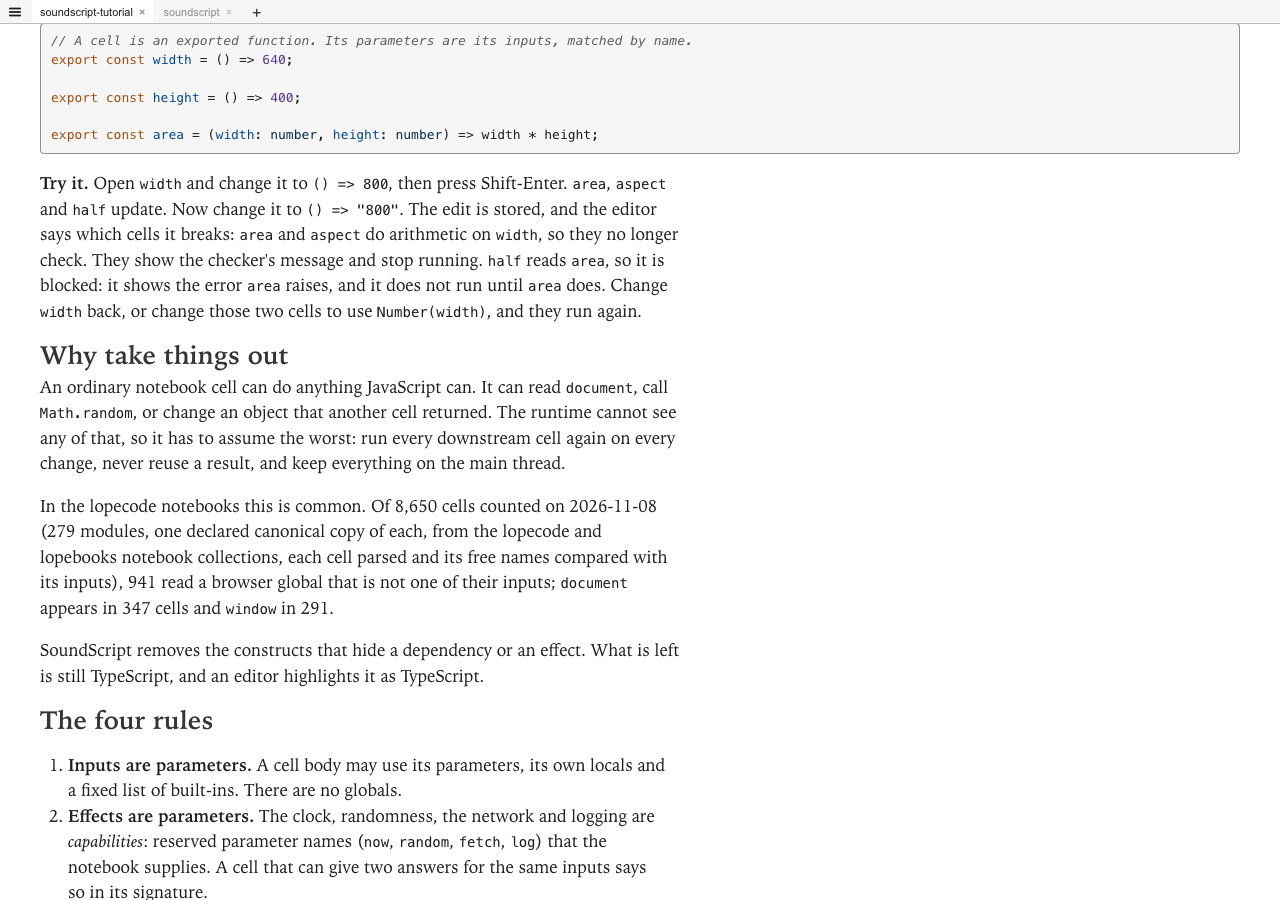 soundscript-tutorial × soundscript × +
// A cell is an exported function. Its parameters are its inputs, matched by name.
export const width = () => 640;
export const height = () => 400;
export const area = (width: number, height: number) => width * height;
Try it. Open width and change it to () => 800, then press Shift-Enter. area, aspect
and half update. Now change it to () => "800". The edit is stored, and the editor
says which cells it breaks: area and aspect do arithmetic on width, so they no longer
check. They show the checker's message and stop running. half reads area, so it is
blocked: it shows the error area raises, and it does not run until area does. Change
width back, or change those two cells to use Number(width), and they run again.
Why take things out
An ordinary notebook cell can do anything JavaScript can. It can read document, call
Math.random, or change an object that another cell returned. The runtime cannot see
any of that, so it has to assume the worst: run every downstream cell again on every
change, never reuse a result, and keep everything on the main thread.
In the lopecode notebooks this is common. Of 8,650 cells counted on 2026-11-08
(279 modules, one declared canonical copy of each, from the lopecode and
lopebooks notebook collections, each cell parsed and its free names compared with
its inputs), 941 read a browser global that is not one of their inputs; document
appears in 347 cells and window in 291.
SoundScript removes the constructs that hide a dependency or an effect. What is left
is still TypeScript, and an editor highlights it as TypeScript.
The four rules
1. Inputs are parameters. A cell body may use its parameters, its own locals and
a fixed list of built-ins. There are no globals.
2. Effects are parameters. The clock, randomness, the network and logging are
capabilities: reserved parameter names (now, random, fetch, log) that the
notebook supplies. A cell that can give two answers for the same inputs says
so in its signature.